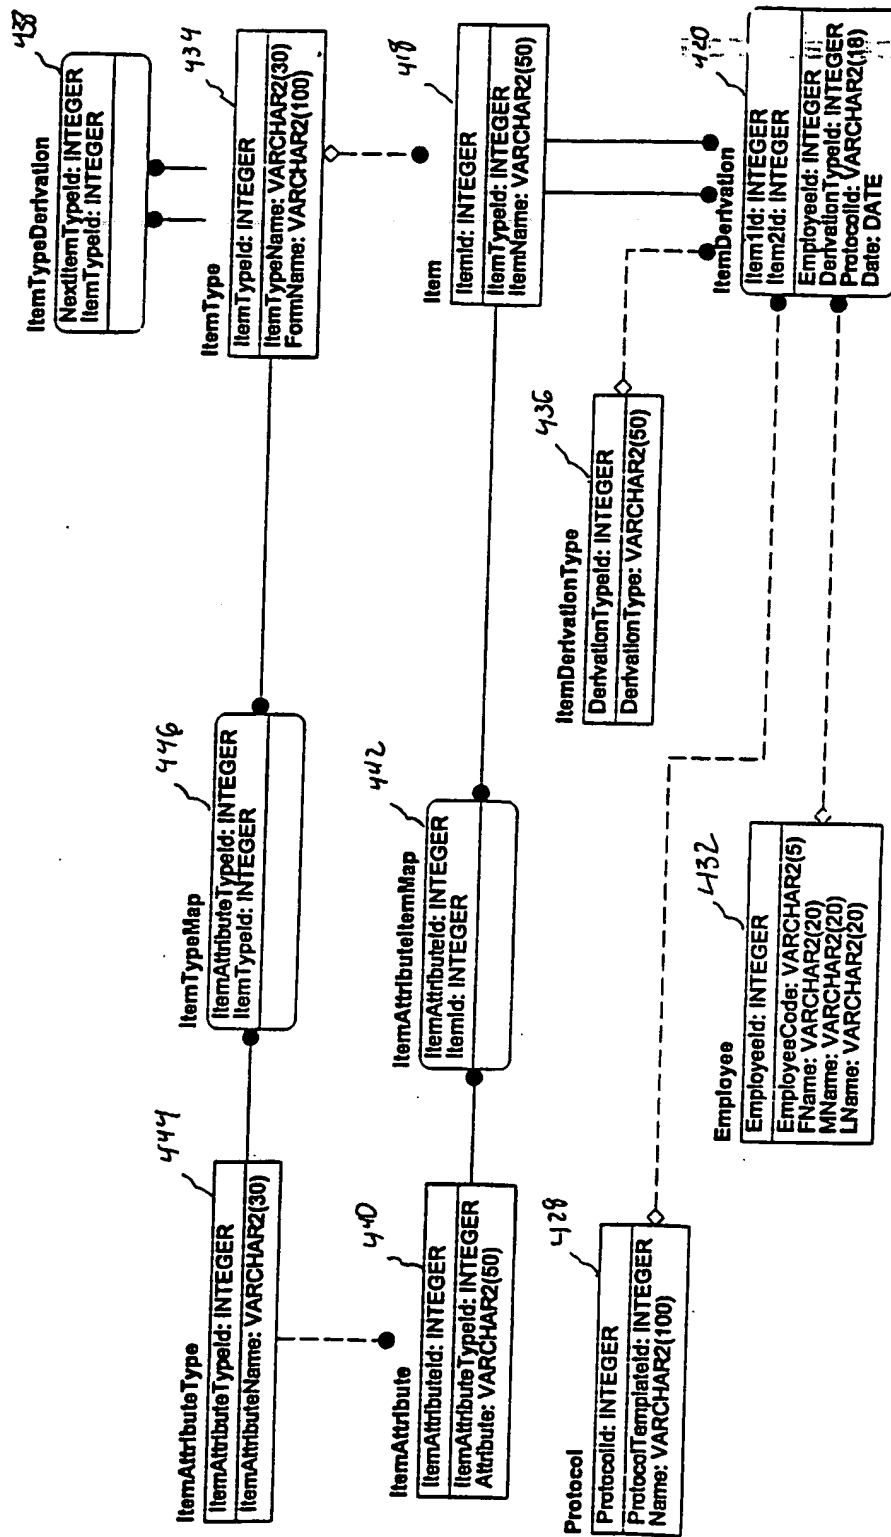 ItemAttributeType
444
ItemAttributeTypeId: INTEGER
ItemAttributeName: VARCHAR2(30)
ItemTypeMap
446
ItemAttributeTypeId: INTEGER
ItemTypeId: INTEGER
ItemTypeDerivation
438
NextItemTypeId: INTEGER
ItemTypeId: INTEGER
ItemType
434
ItemTypeId: INTEGER
ItemTypeName: VARCHAR2(30)
FormName: VARCHAR2(100)
ItemAttribute
440
ItemAttributeId: INTEGER
ItemAttributeTypeId: INTEGER
Attribute: VARCHAR2(50)
ItemAttributeItemMap
442
ItemAttributeId: INTEGER
ItemId: INTEGER
Item
418
ItemId: INTEGER
ItemTypeId: INTEGER
ItemName: VARCHAR2(50)
ItemDerivationType
436
DerivationTypeId: INTEGER
DerivationType: VARCHAR2(50)
Protocol
428
ProtocolId: INTEGER
ProtocolTemplateId: INTEGER
Name: VARCHAR2(100)
Employee
432
EmployeeId: INTEGER
EmployeeCode: VARCHAR2(5)
FName: VARCHAR2(20)
MName: VARCHAR2(20)
LName: VARCHAR2(20)
ItemDerivation
420
Item1Id: INTEGER
Item2Id: INTEGER
EmployeeId: INTEGER
DerivationTypeId: INTEGER
ProtocolId: VARCHAR2(18)
Date: DATE